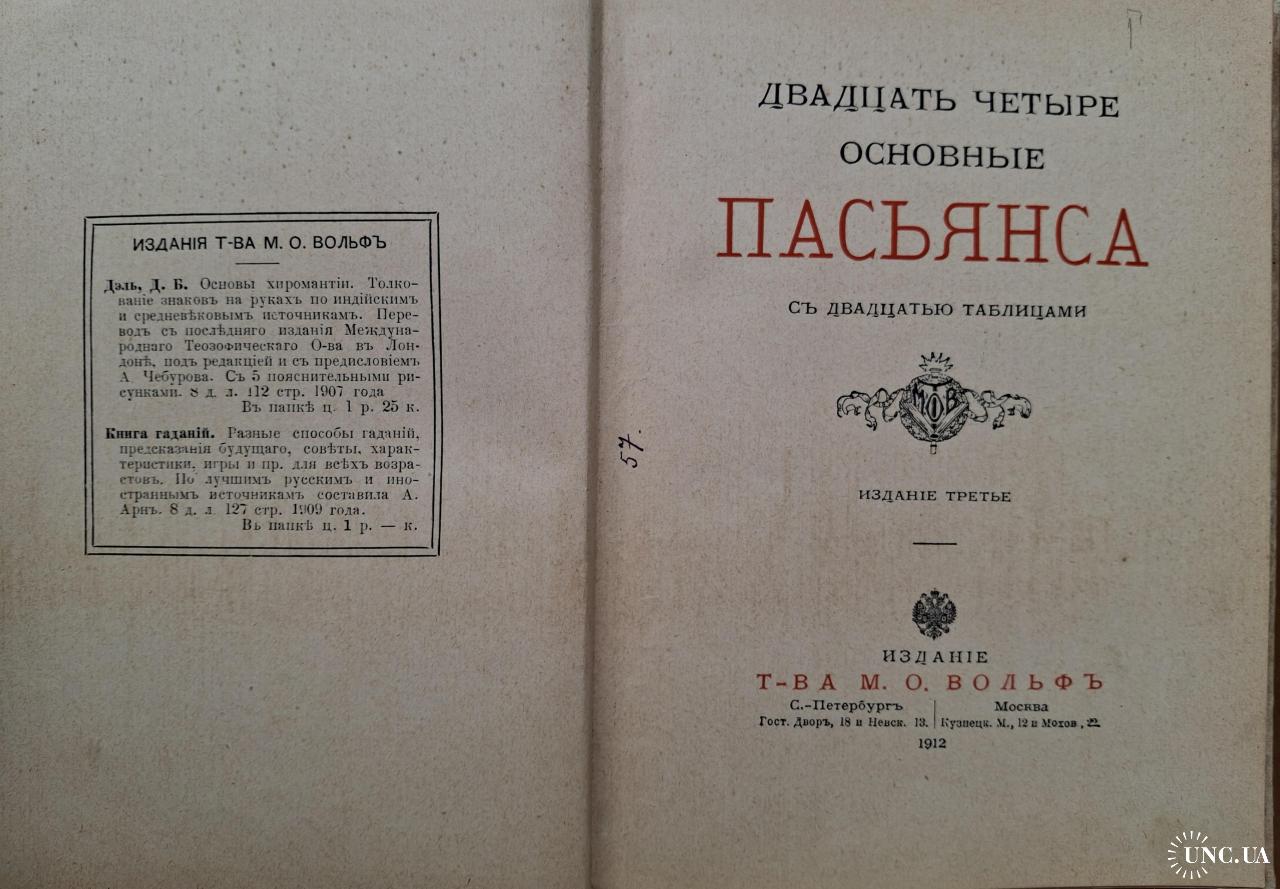 ИЗДАНІЯ Т-ВА М. О. ВОЛЬФЪ
Дэль, Д. Б. Основы хиромантіи. Толко-
ваніе знаковъ на рукахъ по индійскимъ
и средневѣковымъ источникамъ. Пере-
водъ съ послѣдняго изданія Междуна-
роднаго Теозофическаго О-ва въ Лон-
донѣ, подъ редакціей и съ предисловіемъ
А. Чебурова. Съ 5 пояснительными ри-
сунками. 8 д. л. 112 стр. 1907 года
Въ папкѣ ц. 1 р. 25 к.
Книга гаданій. Разные способы гаданій,
предсказанія будущаго, совѣты, харак-
теристики, игры и пр. для всѣхъ возра-
стовъ. По лучшимъ русскимъ и ино-
страннымъ источникамъ составила А.
Арнъ. 8 д. л. 127 стр. 1909 года.
Въ папкѣ ц. 1 р. — к.
57.
Г
ДВАДЦАТЬ ЧЕТЫРЕ
ОСНОВНЫЕ
ПАСЬЯНСА
СЪ ДВАДЦАТЬЮ ТАБЛИЦАМИ
МОВ
ИЗДАНІЕ ТРЕТЬЕ
ИЗДАНІЕ
Т-ВА М. О. ВОЛЬФЪ
С.-Петербургъ | Москва
Гост. Дворъ, 18 и Невск. 13. | Кузнецк. М., 12 и Мохов., 22
1912
UNC.UA